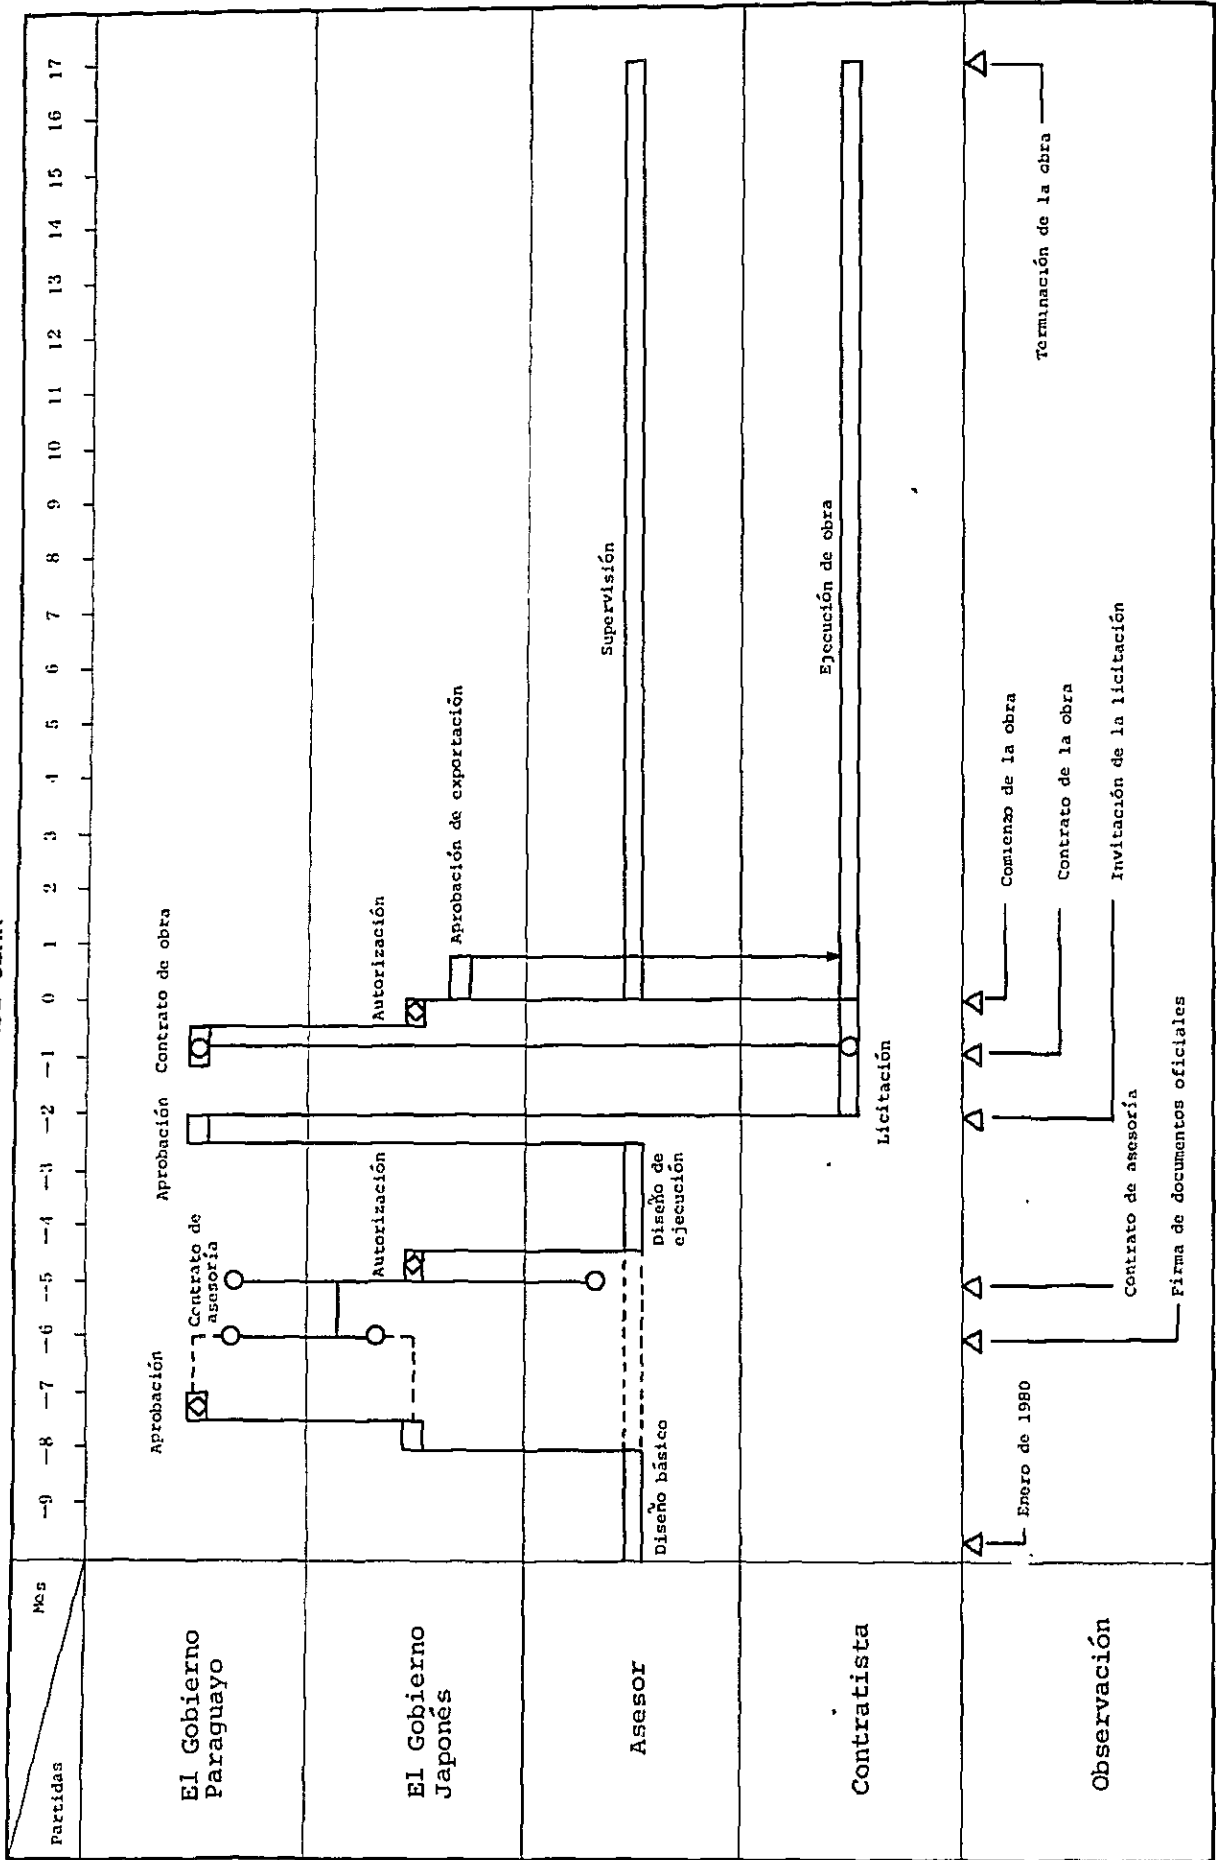 Partidas
Mes
-9 -8 -7 -6 -5 -4 -3 -2 -1 0 1 2 3 4 5 6 7 8 9 10 11 12 13 14 15 16 17
El Gobierno
Paraguayo
Aprobación
Contrato de
asesoría
Aprobación
Contrato de obra
El Gobierno
Japonés
Autorización
Autorización
Aprobación de exportación
Asesor
Diseño básico
Diseño de
ejecución
Supervisión
Contratista
Licitación
Ejecución de obra
Observación
Enero de 1980
Firma de documentos oficiales
Contrato de asesoría
Invitación de la licitación
Contrato de la obra
Comienzo de la obra
Terminación de la obra